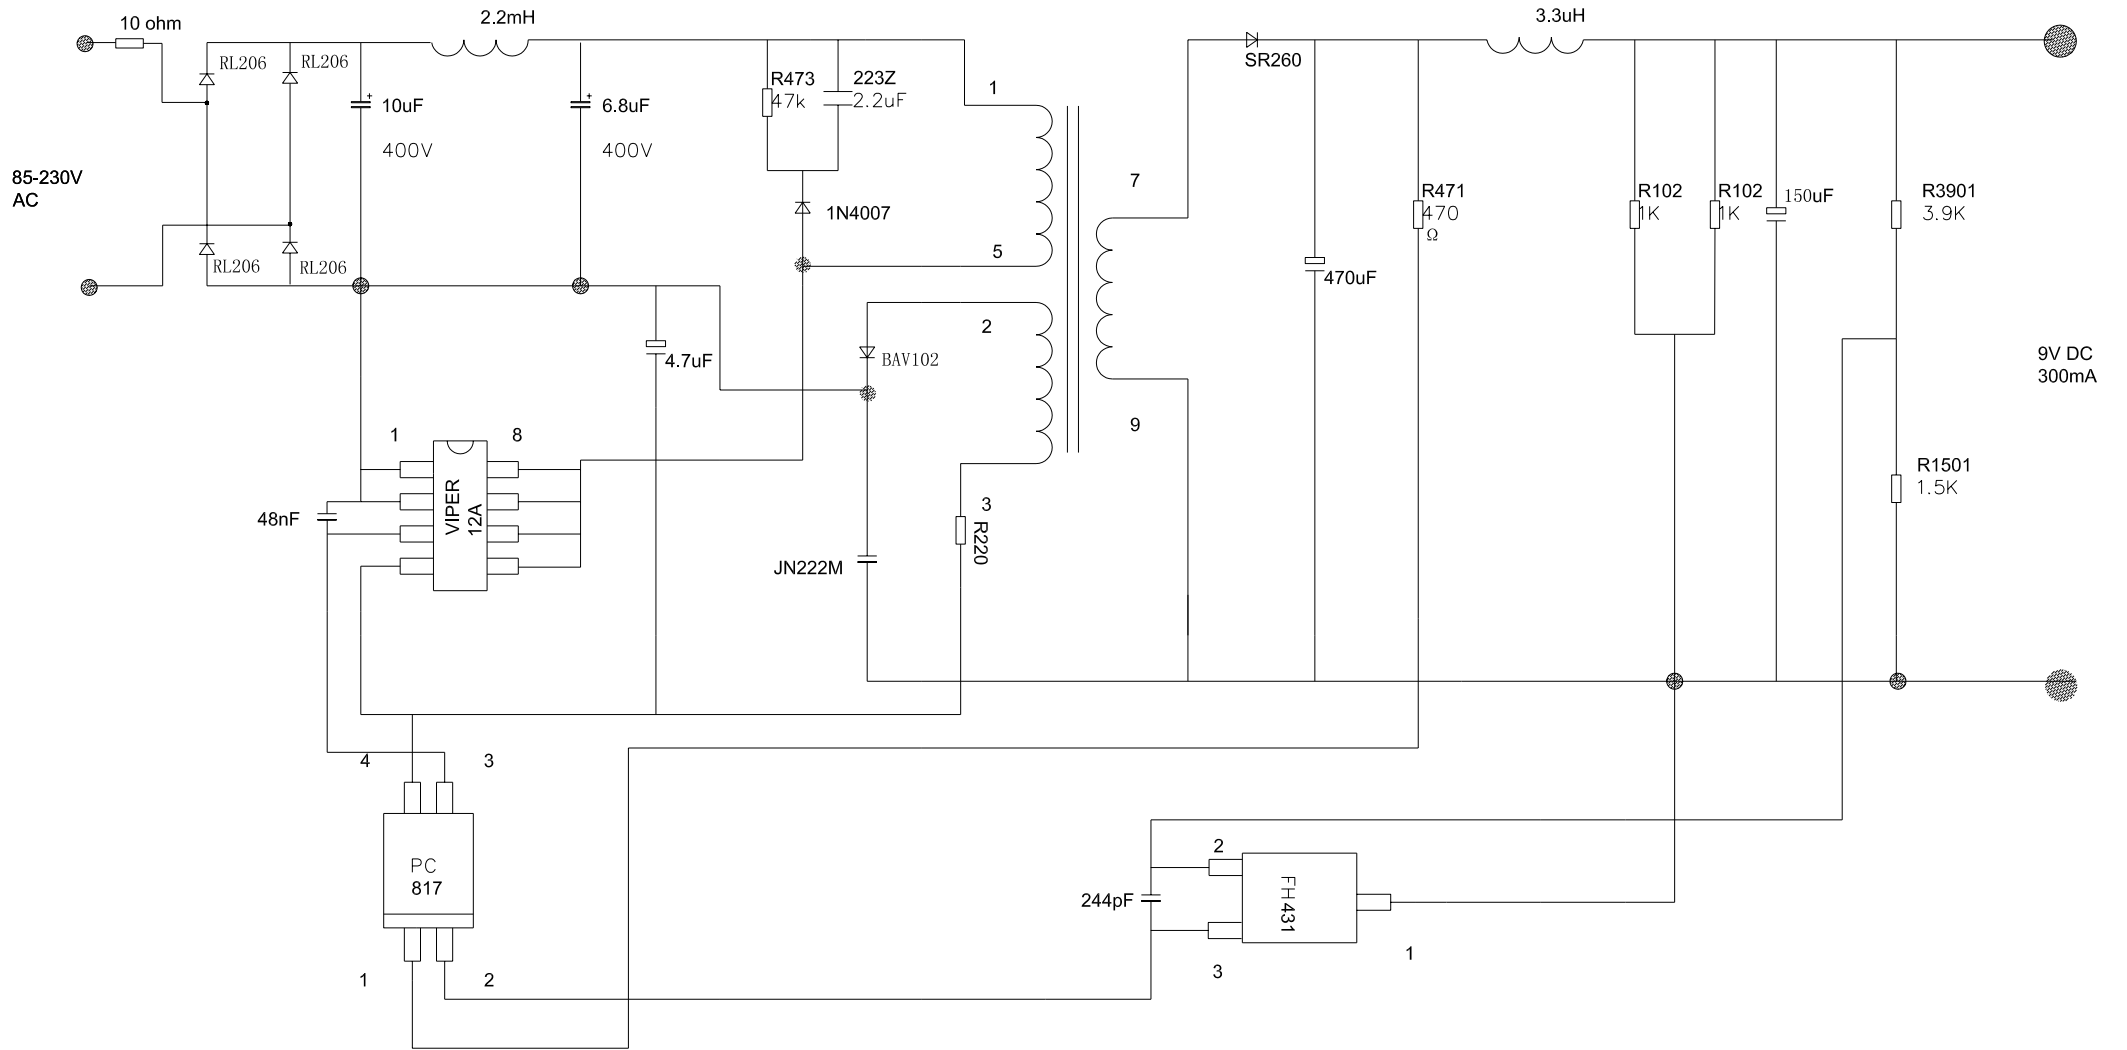 10 ohm
2.2mH
3.3uH
RL206
RL206
SR260
R473
47k
223Z
2.2uF
1
+
10uF
400V
+
6.8uF
400V
85-230V
AC
7
R471
470
Ω
R102
1K
R102
1K
150uF
R3901
3.9K
1N4007
5
RL206
RL206
470uF
2
4.7uF
BAV102
9V DC
300mA
9
1
8
R1501
1.5K
VIPER
12A
48nF
3
R220
JN222M
4
3
PC
817
2
244pF
FH431
1
3
1
2